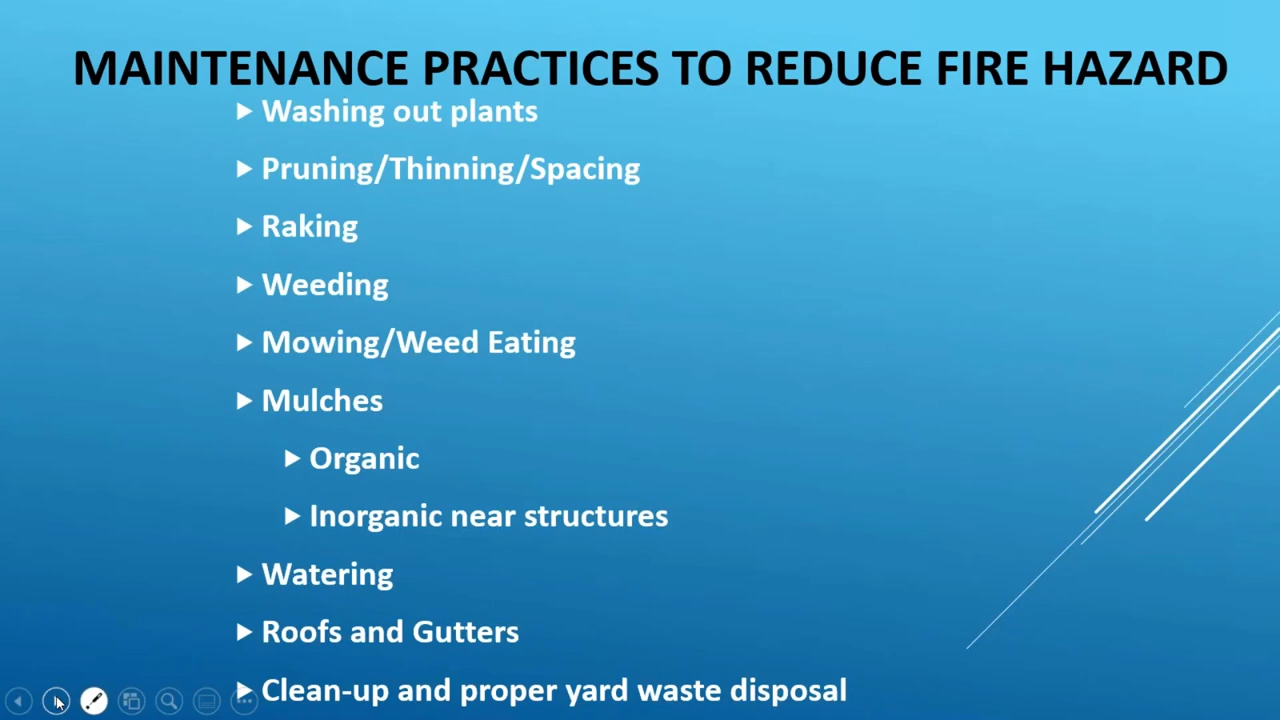 MAINTENANCE PRACTICES TO REDUCE FIRE HAZARD
Washing out plants
Pruning/Thinning/Spacing
Raking
Weeding
Mowing/Weed Eating
Mulches
Organic
Inorganic near structures
Watering
Roofs and Gutters
Clean-up and proper yard waste disposal